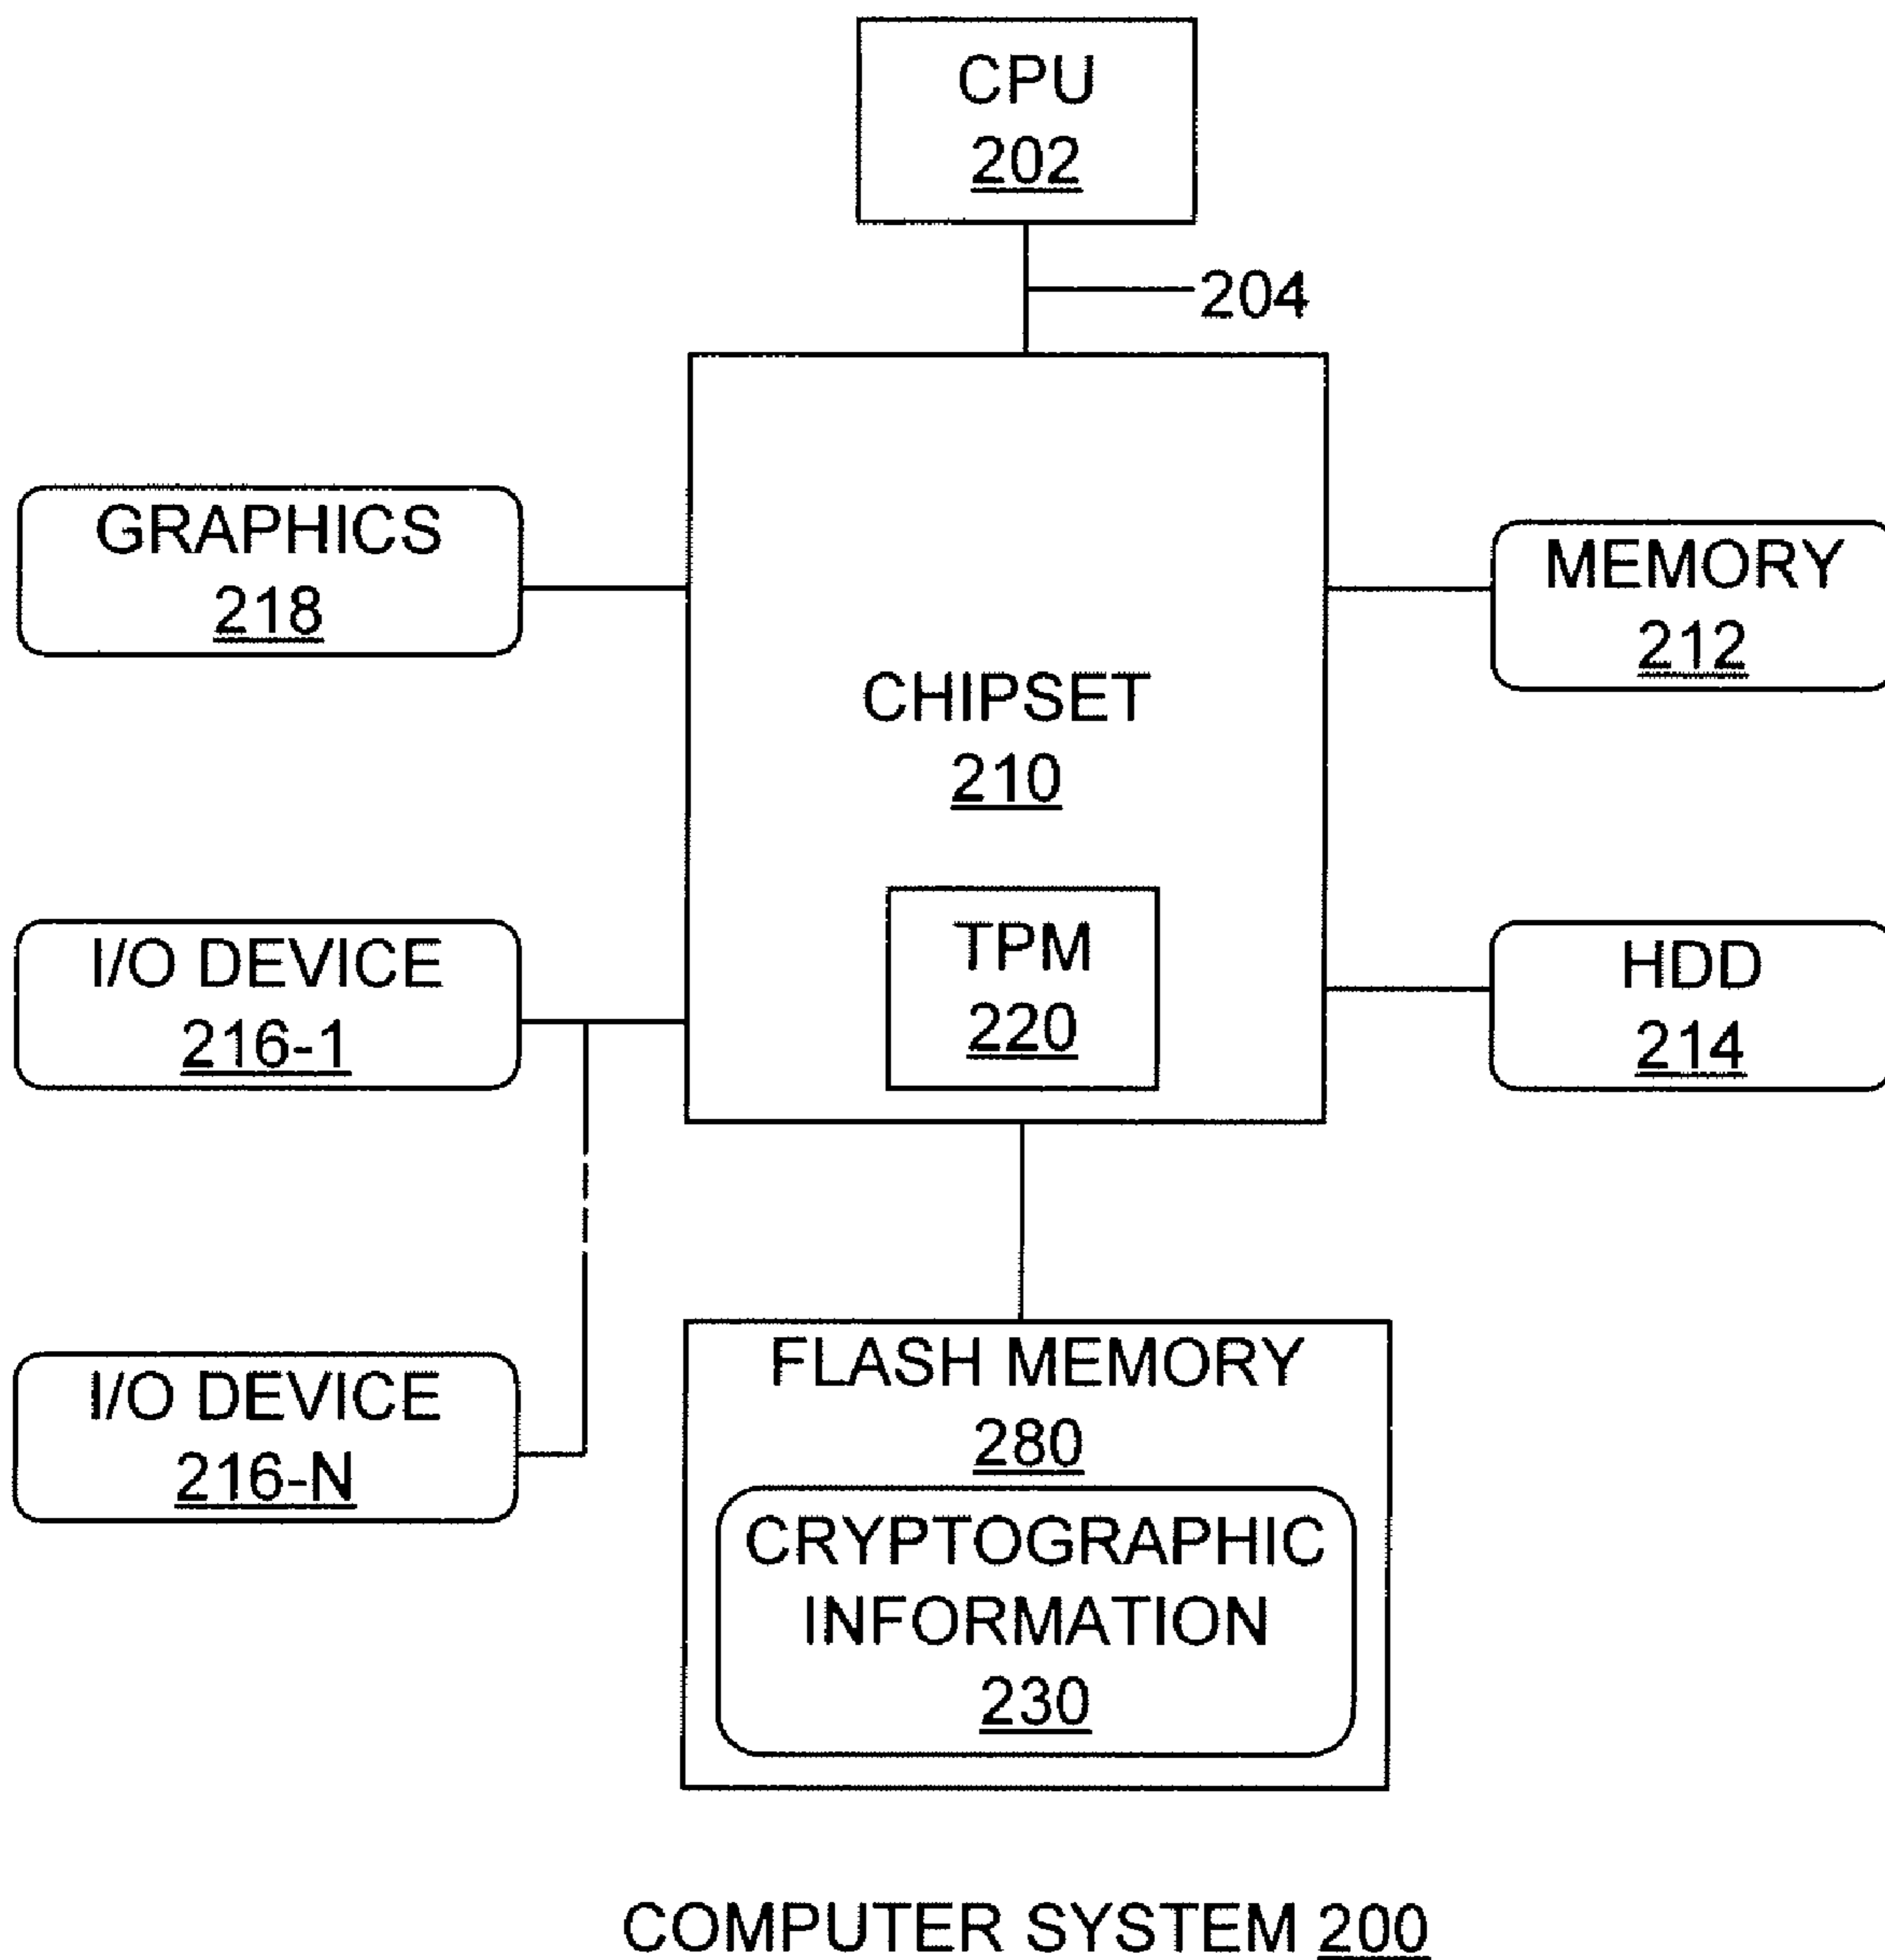 CPU
202
204
GRAPHICS
218
MEMORY
212
CHIPSET
210
I/O DEVICE
216-1
TPM
220
HDD
214
I/O DEVICE
216-N
FLASH MEMORY
280
CRYPTOGRAPHIC
INFORMATION
230
COMPUTER SYSTEM 200